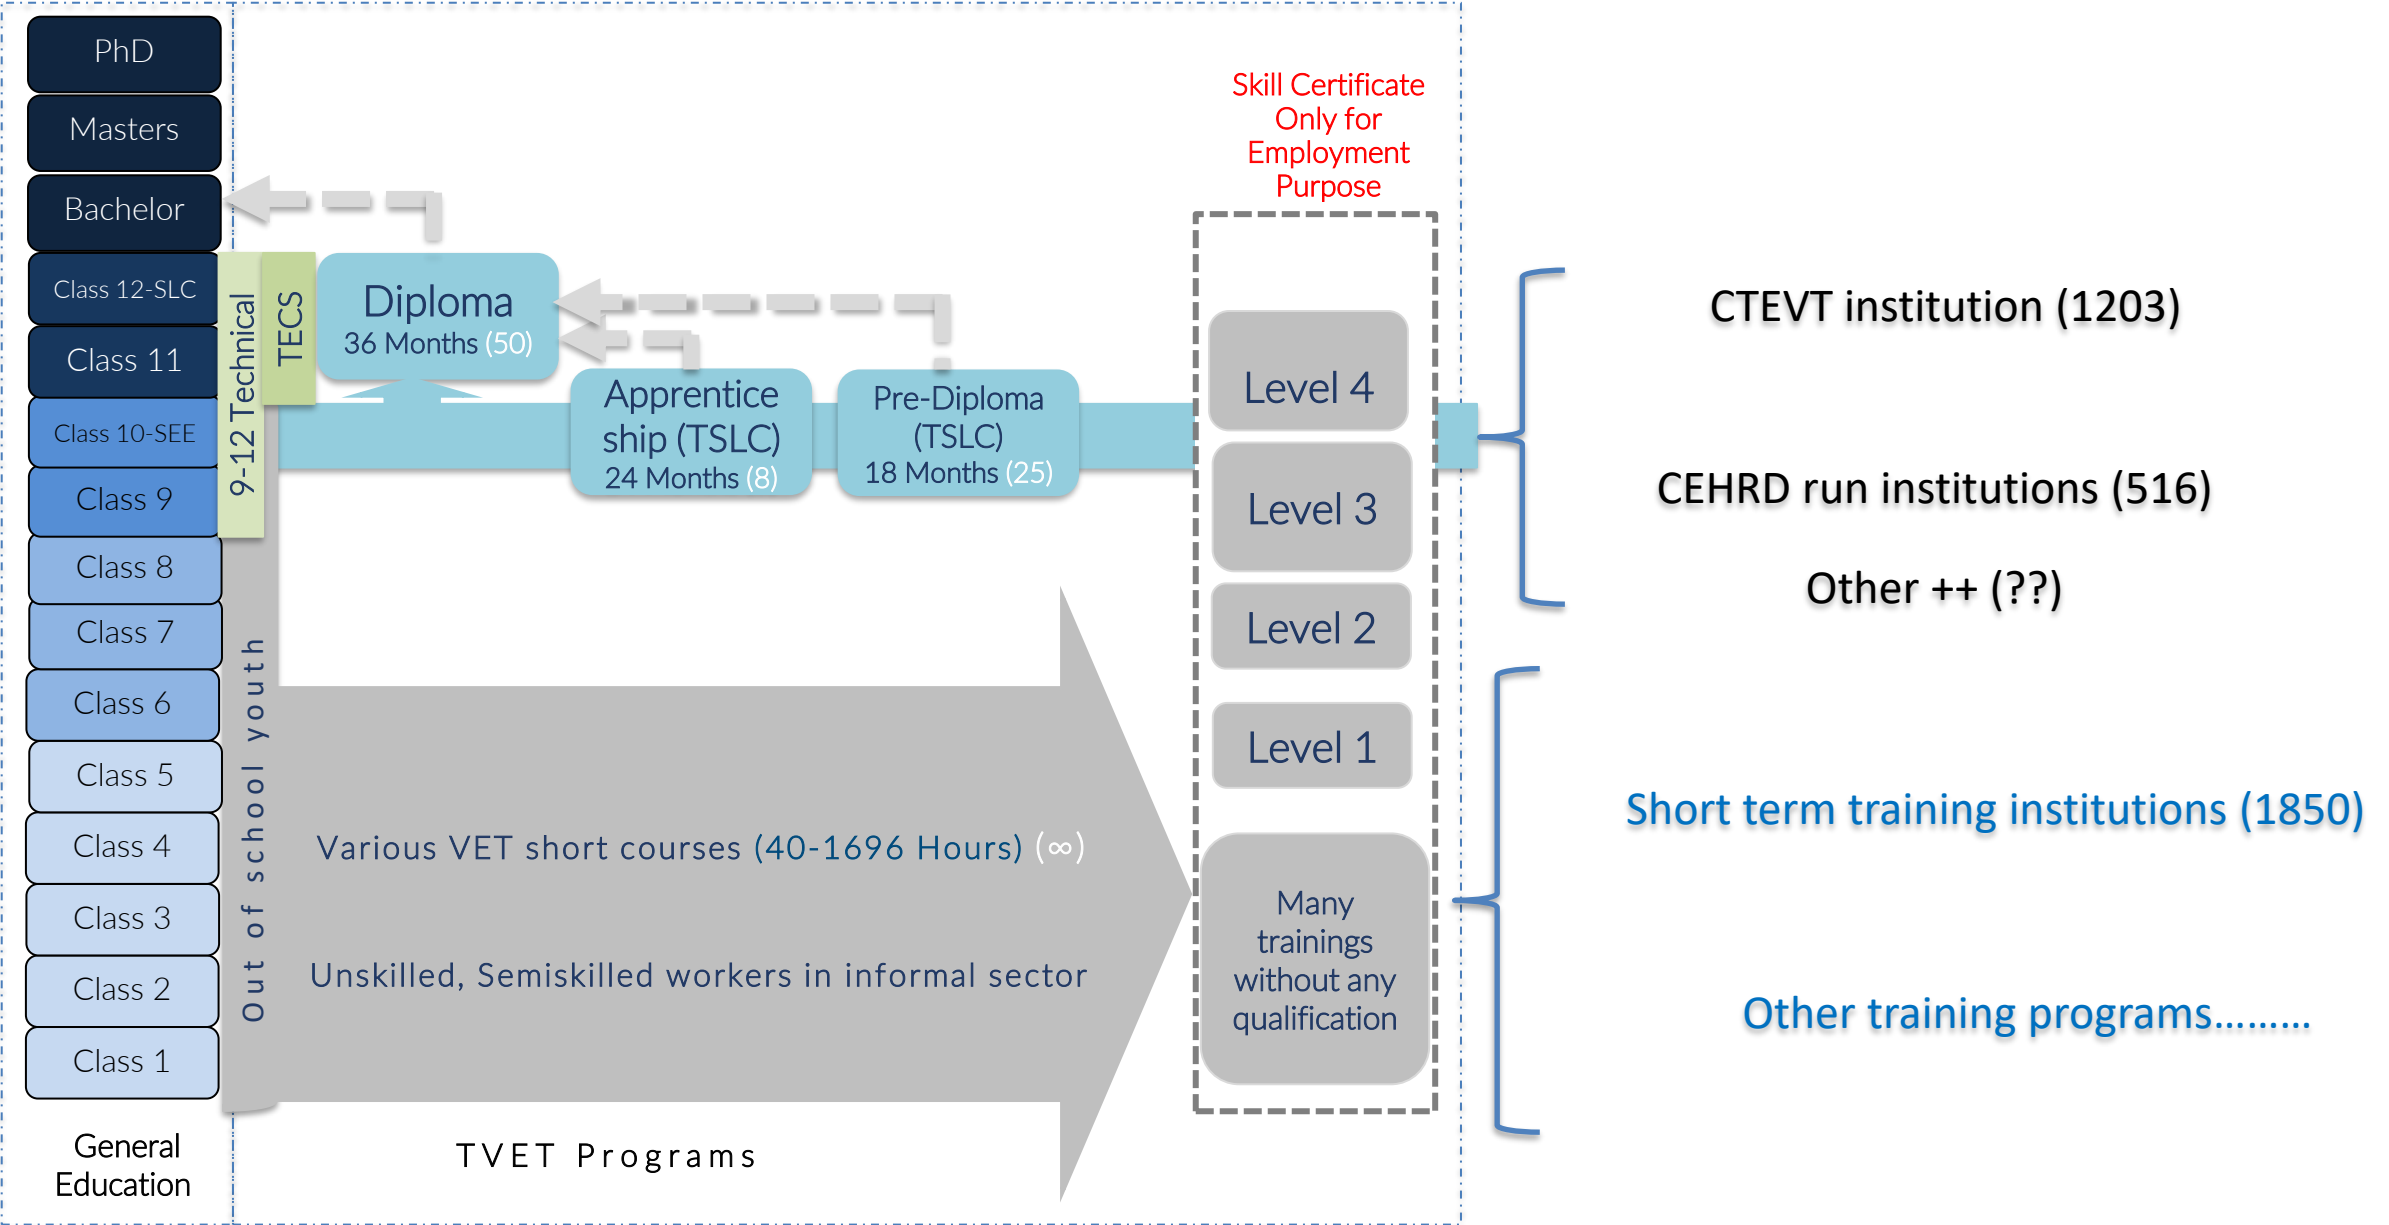 PhD
Masters
Bachelor
Class 12-SLC
Class 11
Class 10-SEE
Class 9
Class 8
Class 7
Class 6
Class 5
Class 4
Class 3
Class 2
Class 1
General
Education
9-12 Technical
TECS
Out of school youth
Diploma
36 Months (50)
Apprentice
ship (TSLC)
24 Months (8)
Pre-Diploma
(TSLC)
18 Months (25)
Various VET short courses (40-1696 Hours) (∞)
Unskilled, Semiskilled workers in informal sector
TVET Programs
Skill Certificate
Only for
Employment
Purpose
Level 4
Level 3
Level 2
Level 1
Many
trainings
without any
qualification
CTEVT institution (1203)
CEHRD run institutions (516)
Other ++ (??)
Short term training institutions (1850)
Other training programs.........